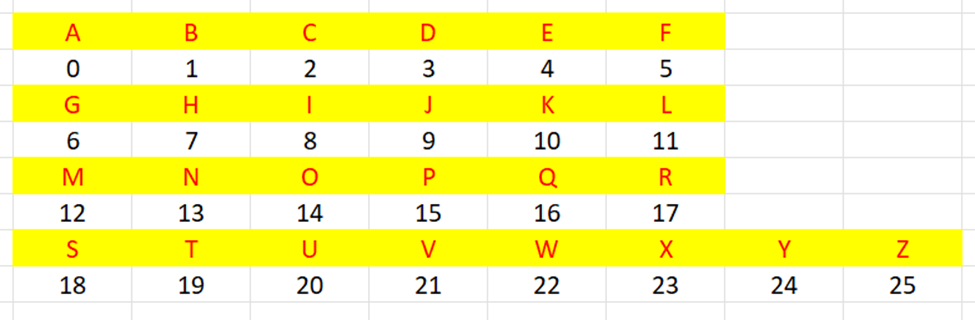 A B C D E F
0 1 2 3 4 5
G H I J K L
6 7 8 9 10 11
M N O P Q R
12 13 14 15 16 17
S T U V W X Y Z
18 19 20 21 22 23 24 25